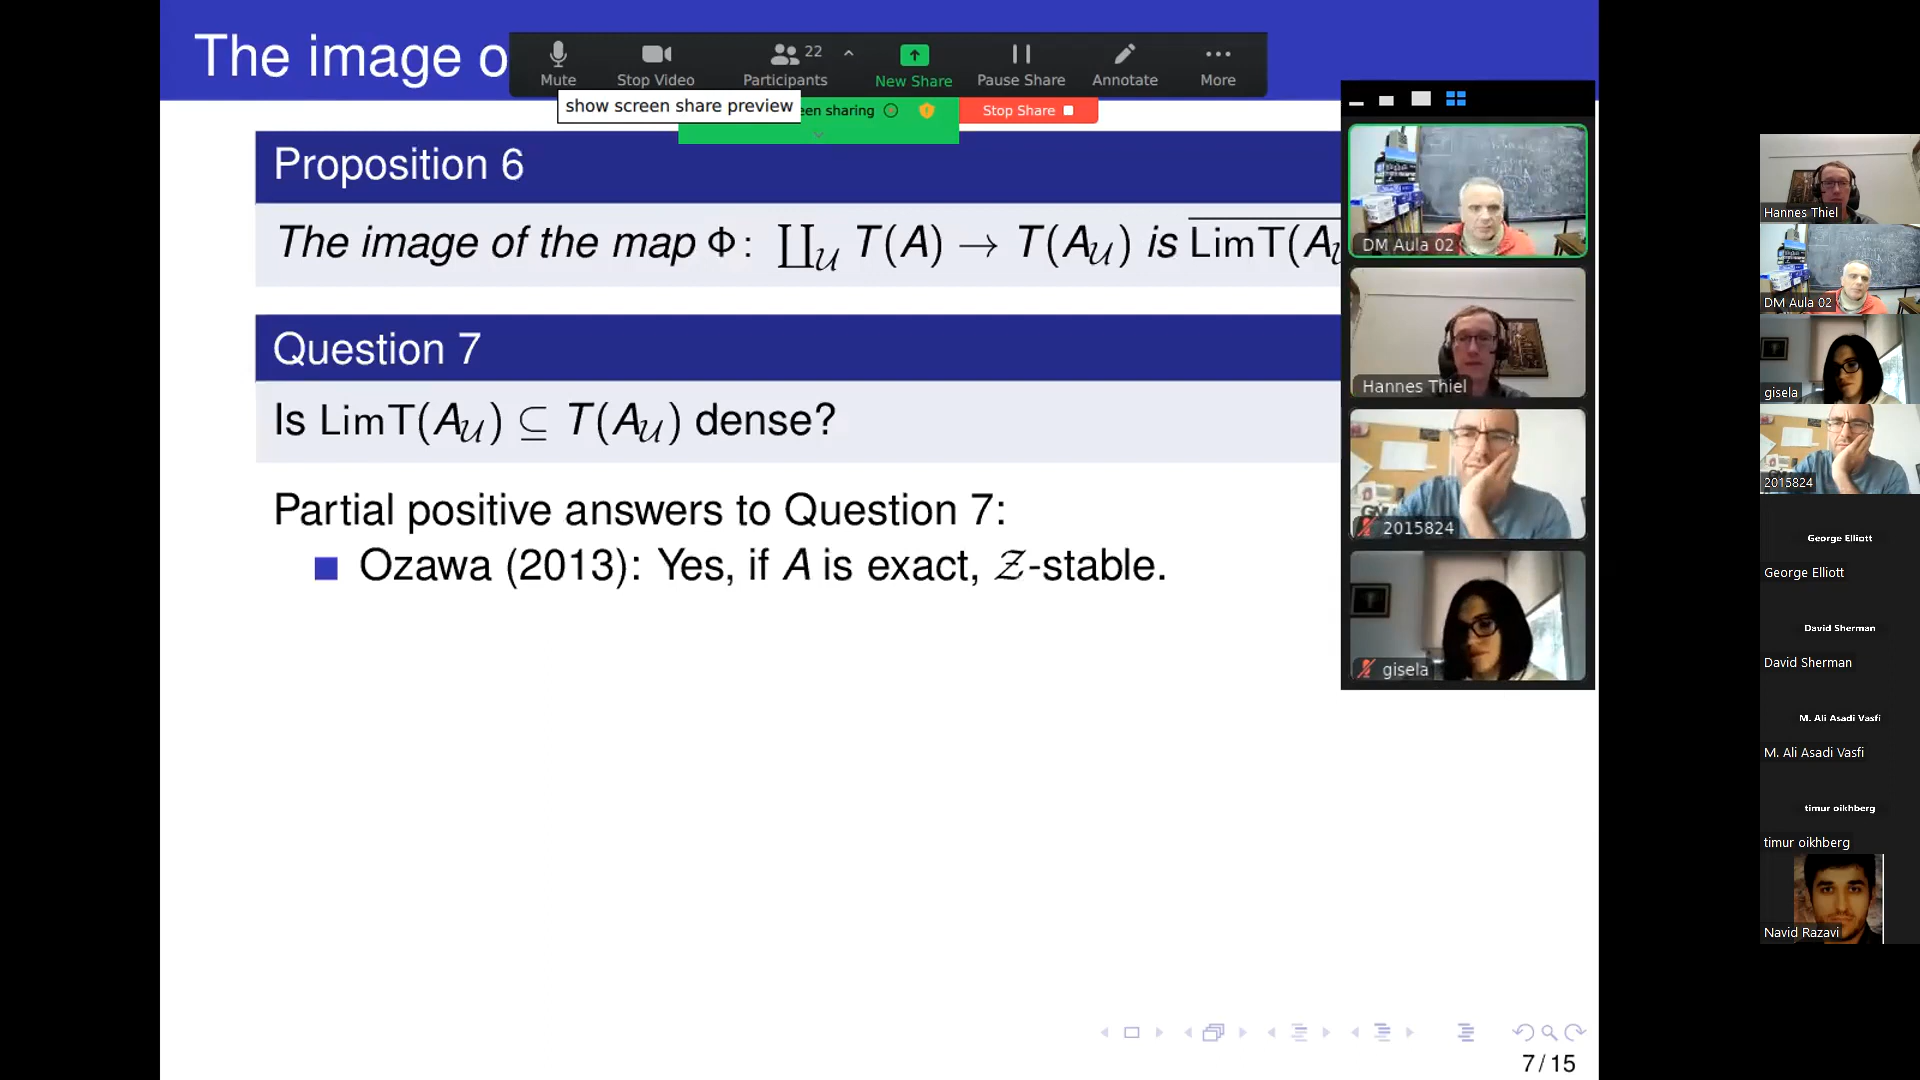 The image o
Mute
Stop Video
Participants
22
New Share
Pause Share
Annotate
More
show screen share preview
en sharing
Stop Share
Proposition 6
The image of the map Φ: ∐_𝒰 T(A) → T(A_𝒰) is LimT(A
Question 7
Is LimT(A_𝒰) ⊆ T(A_𝒰) dense?
Partial positive answers to Question 7:
Ozawa (2013): Yes, if A is exact, 𝒵-stable.
7/15
DM Aula 02
Hannes Thiel
2015824
gisela
Hannes Thiel
DM Aula 02
gisela
2015824
George Elliott
George Elliott
David Sherman
David Sherman
M. Ali Asadi Vasfi
M. Ali Asadi Vasfi
timur oikhberg
timur oikhberg
Navid Razavi